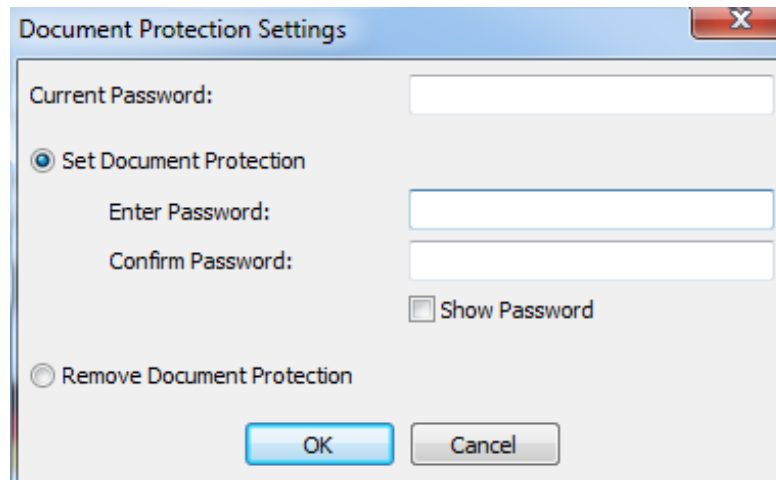 Document Protection Settings
Current Password:
Set Document Protection
Enter Password:
Confirm Password:
Show Password
Remove Document Protection
OK Cancel